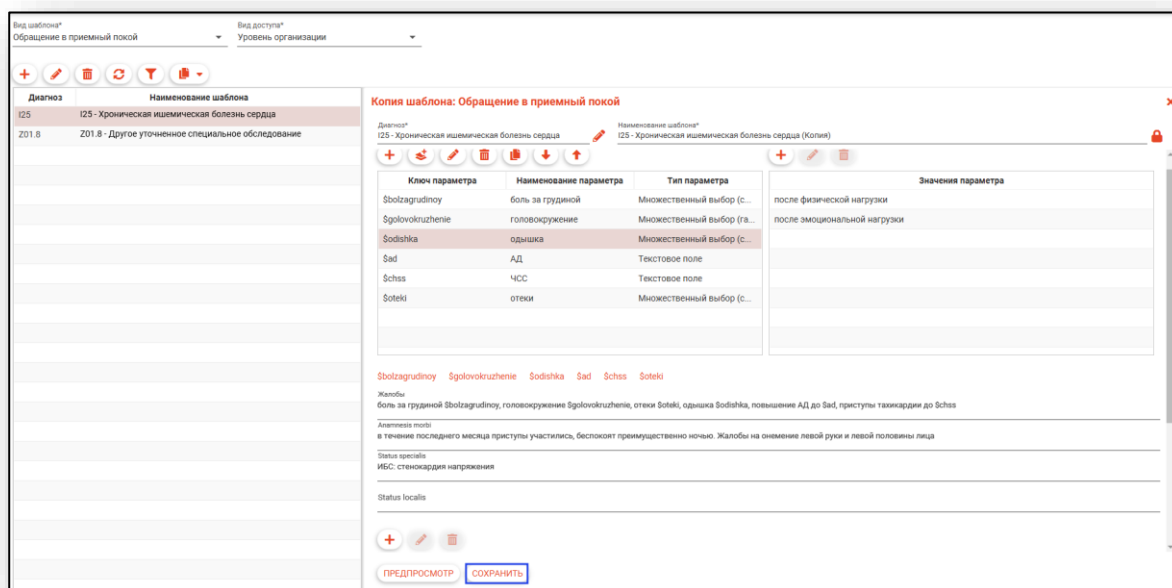 Вид шаблона*
Вид доступа*
Обращение в приемный покой
Уровень организации
Диагноз
Наименование шаблона
I25
I25 - Хроническая ишемическая болезнь сердца
Z01.8
Z01.8 - Другое уточненное специальное обследование
Копия шаблона: Обращение в приемный покой
Диагноз*
Наименование шаблона*
I25 - Хроническая ишемическая болезнь сердца
I25 - Хроническая ишемическая болезнь сердца (Копия)
Ключ параметра
Наименование параметра
Тип параметра
Значения параметра
$bolzagrudinoy
боль за грудиной
Множественный выбор (с...
после физической нагрузки
$golovokruzhenie
головокружение
Множественный выбор (га...
после эмоциональной нагрузки
$odishka
одышка
Множественный выбор (с...
$ad
АД
Текстовое поле
$chss
ЧСС
Текстовое поле
$oteki
отеки
Множественный выбор (с...
$bolzagrudinoy $golovokruzhenie $odishka $ad $chss $oteki
Жалобы
боль за грудиной $bolzagrudinoy, головокружение $golovokruzhenie, отеки $oteki, одышка $odishka, повышение АД до $ad, приступы тахикардии до $chss
Anamnesis morbi
в течение последнего месяца приступы участились, беспокоят преимущественно ночью. Жалобы на онемение левой руки и левой половины лица
Status specialis
ИБС: стенокардия напряжения
Status localis
ПРЕДПРОСМОТР
СОХРАНИТЬ